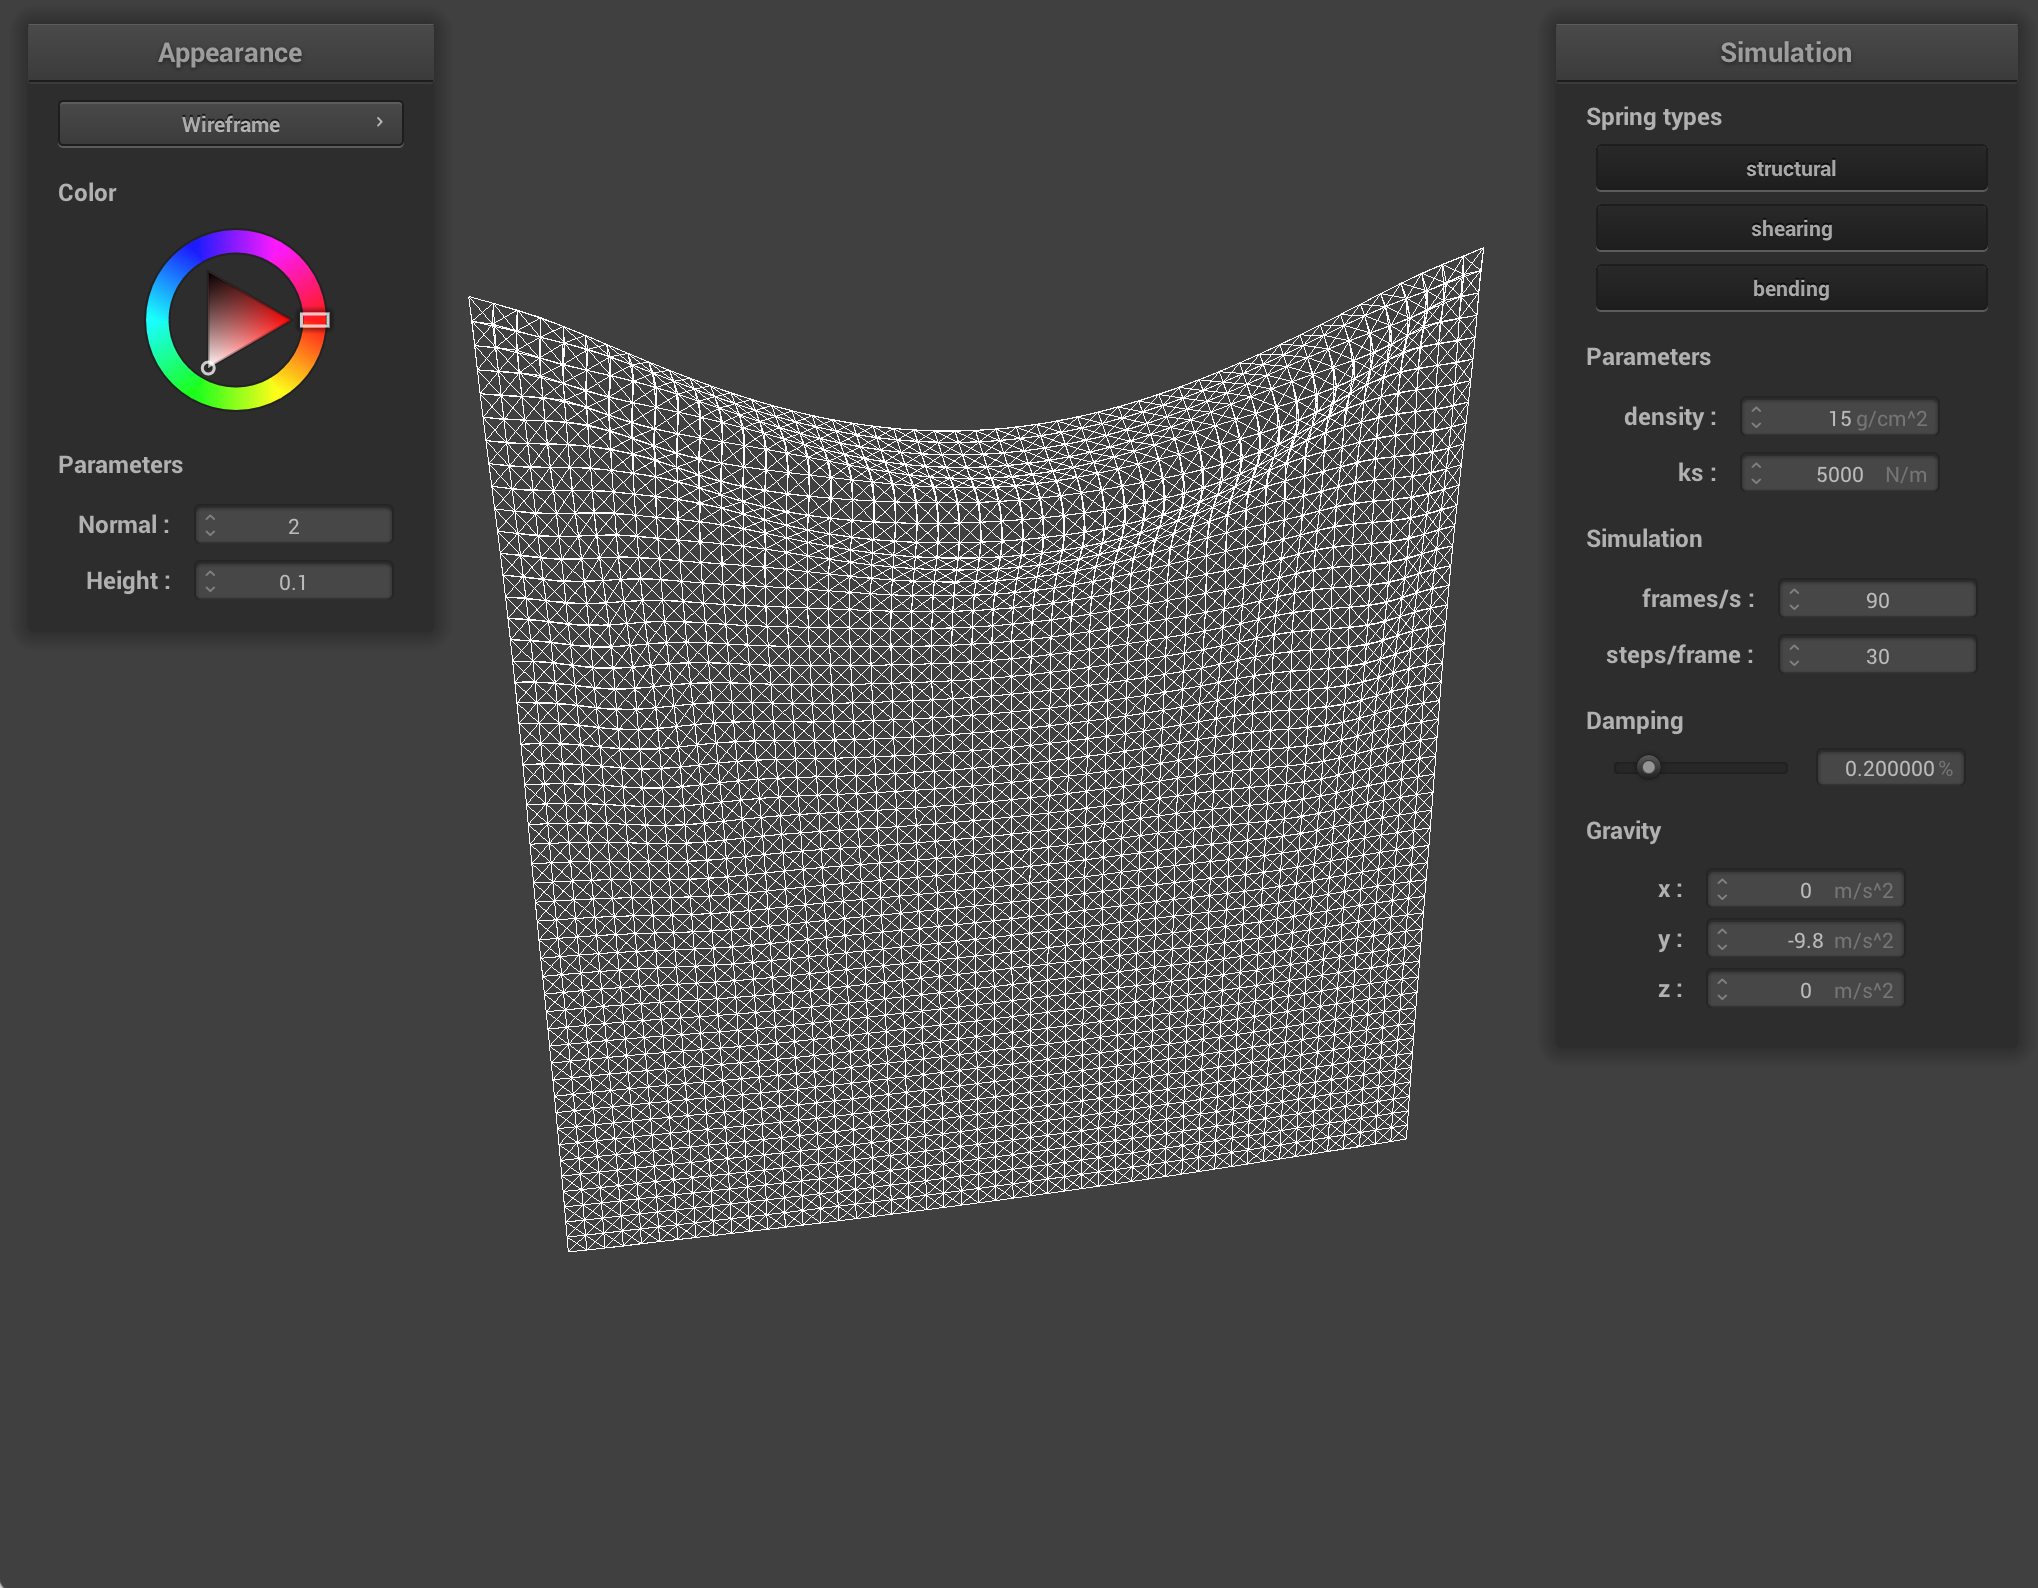 Appearance
Wireframe
Color
Parameters
Normal : 2
Height : 0.1
Simulation
Spring types
structural
shearing
bending
Parameters
density : 15 g/cm^2
ks : 5000 N/m
Simulation
frames/s : 90
steps/frame : 30
Damping
0.200000 %
Gravity
x : 0 m/s^2
y : -9.8 m/s^2
z : 0 m/s^2